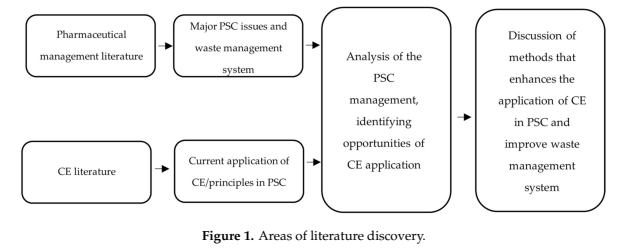 Pharmaceutical
management literature
Major PSC issues and
waste management
system
CE literature
Current application of
CE/principles in PSC
Analysis of the
PSC
management,
identifying
opportunities of
CE application
Discussion of
methods that
enhances the
application of CE
in PSC and
improve waste
management
system
Figure 1. Areas of literature discovery.